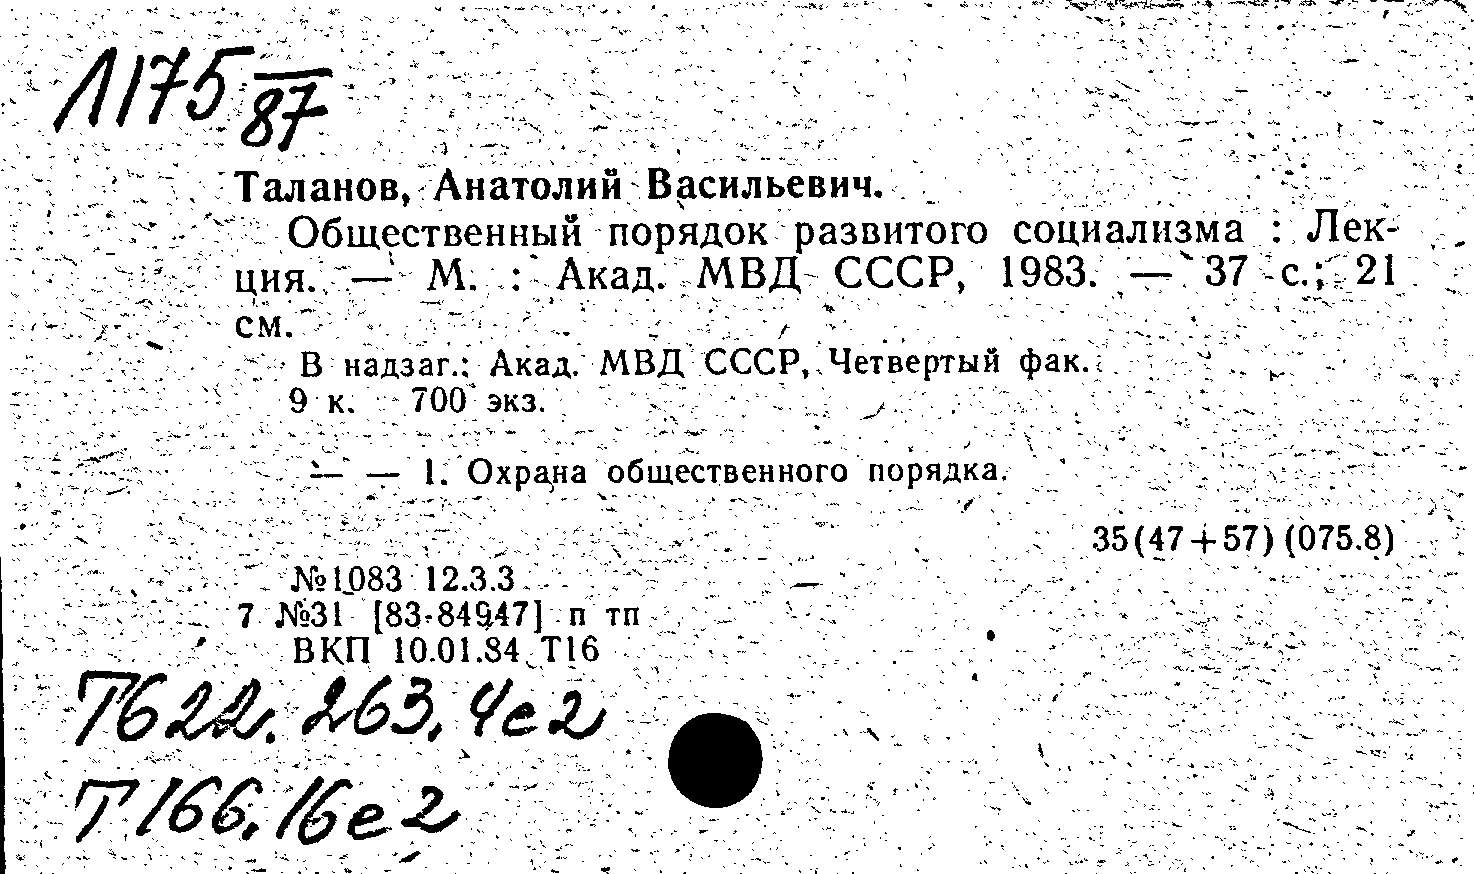 Л175
87
Таланов, Анатолий Васильевич.
Общественный порядок развитого социализма : Лек-
ция. — М. : Акад. МВД СССР, 1983. — 37 с.; 21
см.
В надзаг.: Акад. МВД СССР, Четвертый фак.
9 к. 700 экз.
— — 1. Охрана общественного порядка.
35(47+57)(075.8)
№1083 12.3.3
7 №31 [83-84947] п тп
ВКП 10.01.84 Т16
Т622.263.4е2
Т166.16е2